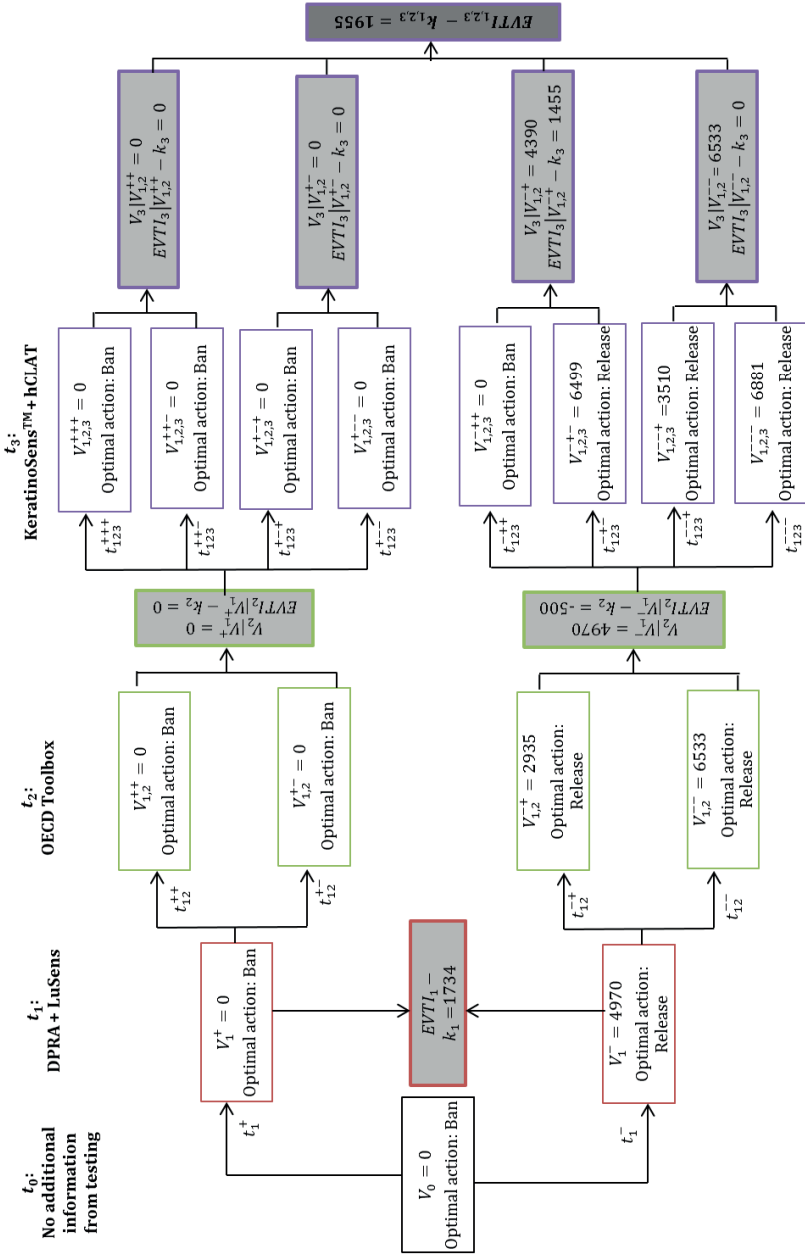 t₀:
No additional
information
from testing
t₁:
DPRA + LuSens
t₂:
OECD Toolbox
t₃:
KeratinoSens™ + hCLAT
V₀ = 0
Optimal action: Ban
t₁⁺
t₁⁻
V₁⁺ = 0
Optimal action: Ban
EVTI₁ −
k₁ =1734
V₁⁻ = 4970
Optimal action:
Release
t₁₂⁺⁺
t₁₂⁺⁻
t₁₂⁻⁺
t₁₂⁻⁻
V₁,₂⁺⁺ = 0
Optimal action: Ban
V₁,₂⁺⁻ = 0
Optimal action: Ban
V₁,₂⁻⁺ = 2935
Optimal action:
Release
V₁,₂⁻⁻ = 6533
Optimal action:
Release
V₂|V₁⁺ = 0
EVTI₂|V₁⁺ − k₂ = 0
V₂|V₁⁻ = 4970
EVTI₂|V₁⁻ − k₂ = -500
t₁₂₃⁺⁺⁺
t₁₂₃⁺⁺⁻
t₁₂₃⁺⁻⁺
t₁₂₃⁺⁻⁻
t₁₂₃⁻⁺⁺
t₁₂₃⁻⁺⁻
t₁₂₃⁻⁻⁺
t₁₂₃⁻⁻⁻
V₁,₂,₃⁺⁺⁺ = 0
Optimal action: Ban
V₁,₂,₃⁺⁺⁻ = 0
Optimal action: Ban
V₁,₂,₃⁺⁻⁺ = 0
Optimal action: Ban
V₁,₂,₃⁺⁻⁻ = 0
Optimal action: Ban
V₁,₂,₃⁻⁺⁺ = 0
Optimal action: Ban
V₁,₂,₃⁻⁺⁻ = 6499
Optimal action: Release
V₁,₂,₃⁻⁻⁺ =3510
Optimal action: Release
V₁,₂,₃⁻⁻⁻ = 6881
Optimal action: Release
V₃|V₁,₂⁺⁺ = 0
EVTI₃|V₁,₂⁺⁺ − k₃ = 0
V₃|V₁,₂⁺⁻ = 0
EVTI₃|V₁,₂⁺⁻ − k₃ = 0
V₃|V₁,₂⁻⁺ = 4390
EVTI₃|V₁,₂⁻⁺ − k₃ = 1455
V₃|V₁,₂⁻⁻ = 6533
EVTI₃|V₁,₂⁻⁻ − k₃ = 0
EVTI₁,₂,₃ − k₁,₂,₃ = 1955